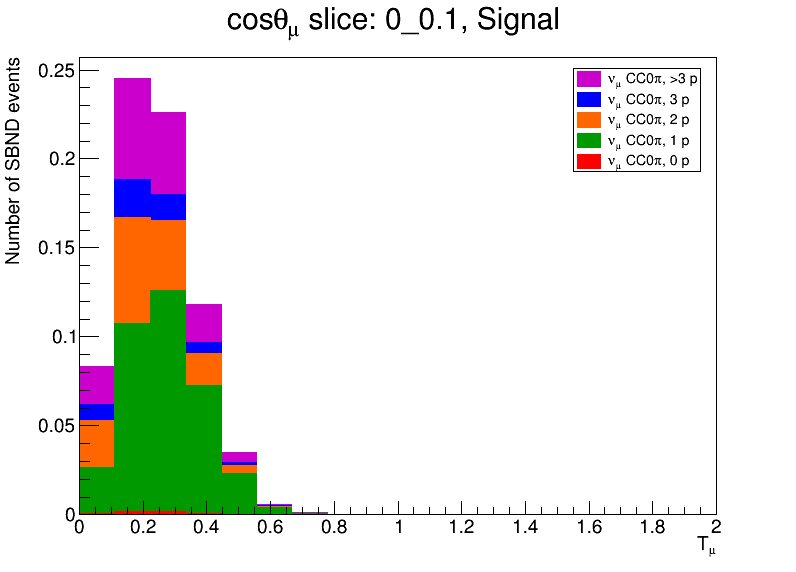 cosθμ slice: 0_0.1, Signal
Number of SBND events
0.25
0.2
0.15
0.1
0.05
0
νμ CC0π, >3 p
νμ CC0π, 3 p
νμ CC0π, 2 p
νμ CC0π, 1 p
νμ CC0π, 0 p
0 0.2 0.4 0.6 0.8 1 1.2 1.4 1.6 1.8 2
Tμ